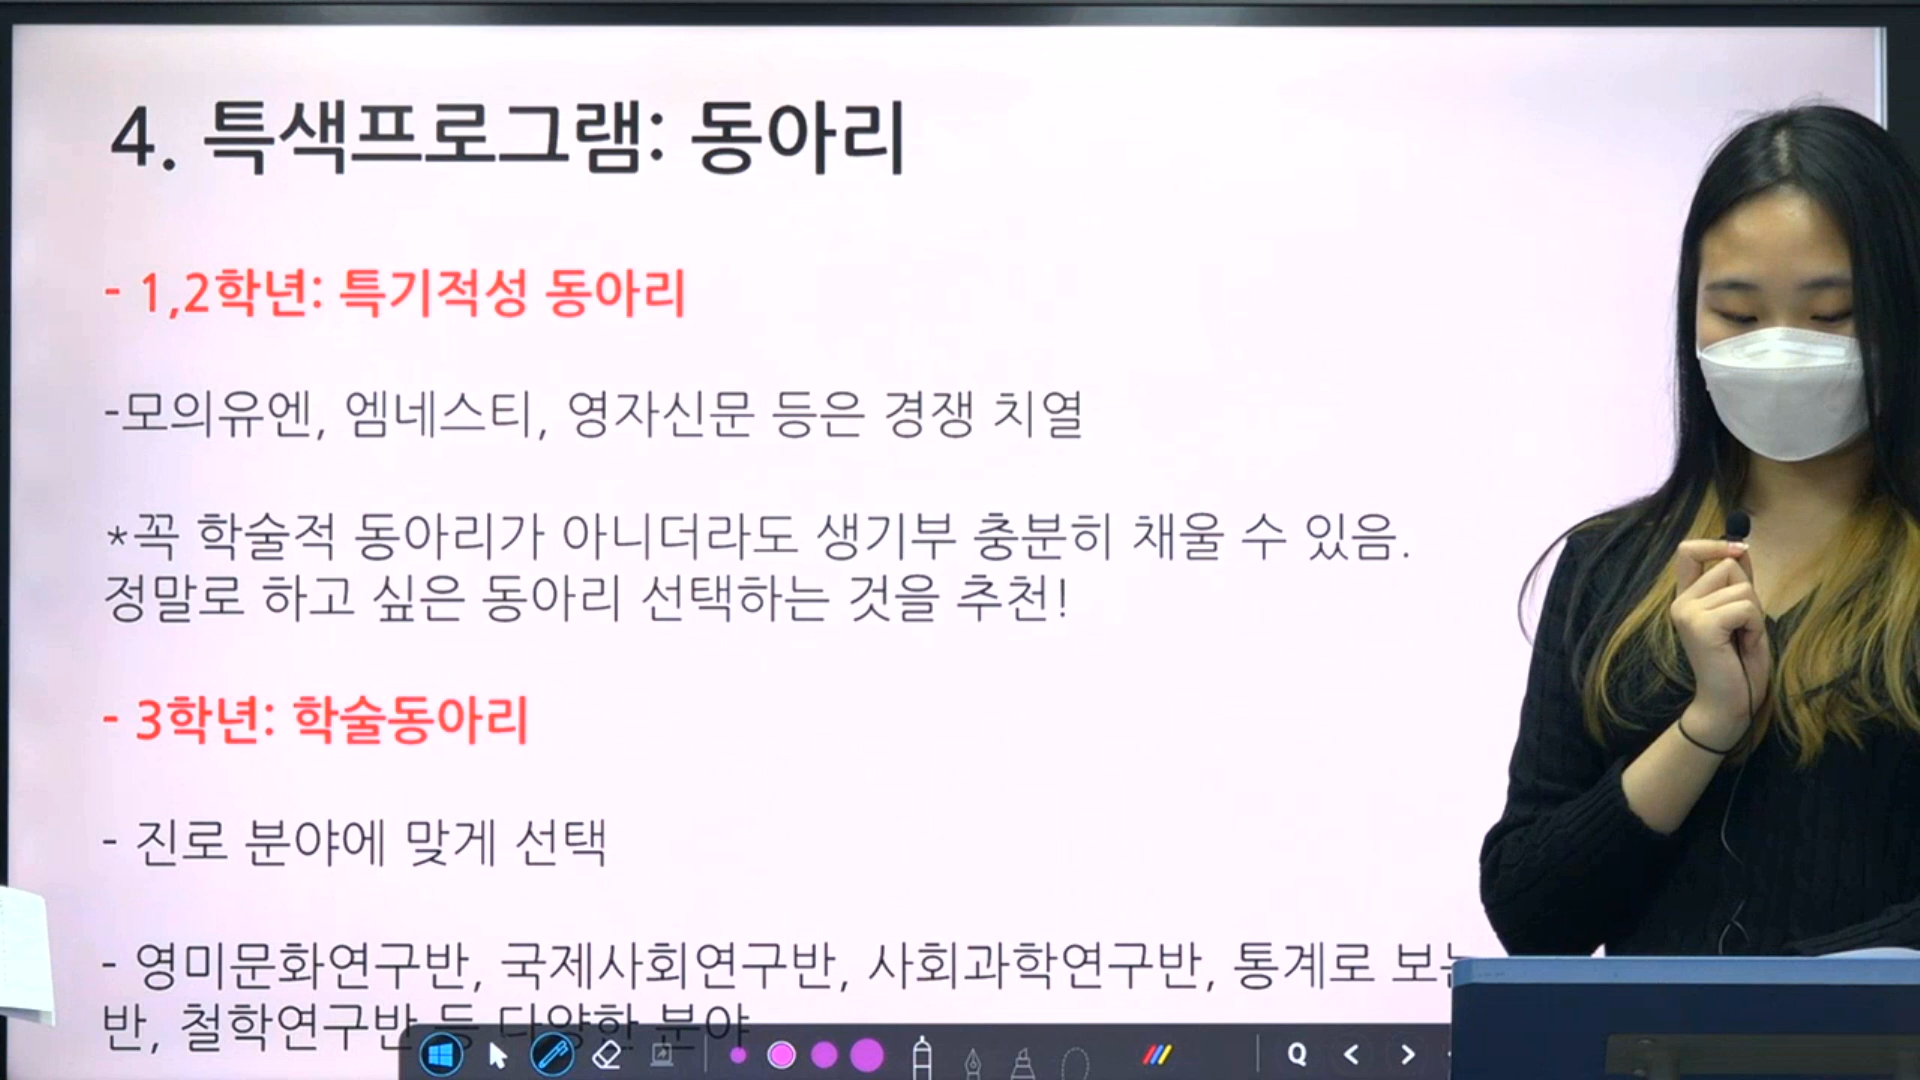 4. 특색프로그램: 동아리
- 1,2학년: 특기적성 동아리
-모의유엔, 엠네스티, 영자신문 등은 경쟁 치열
*꼭 학술적 동아리가 아니더라도 생기부 충분히 채울 수 있음.
정말로 하고 싶은 동아리 선택하는 것을 추천!
- 3학년: 학술동아리
- 진로 분야에 맞게 선택
- 영미문화연구반, 국제사회연구반, 사회과학연구반, 통계로 보는
반, 철학연구반 등 다양한 분야